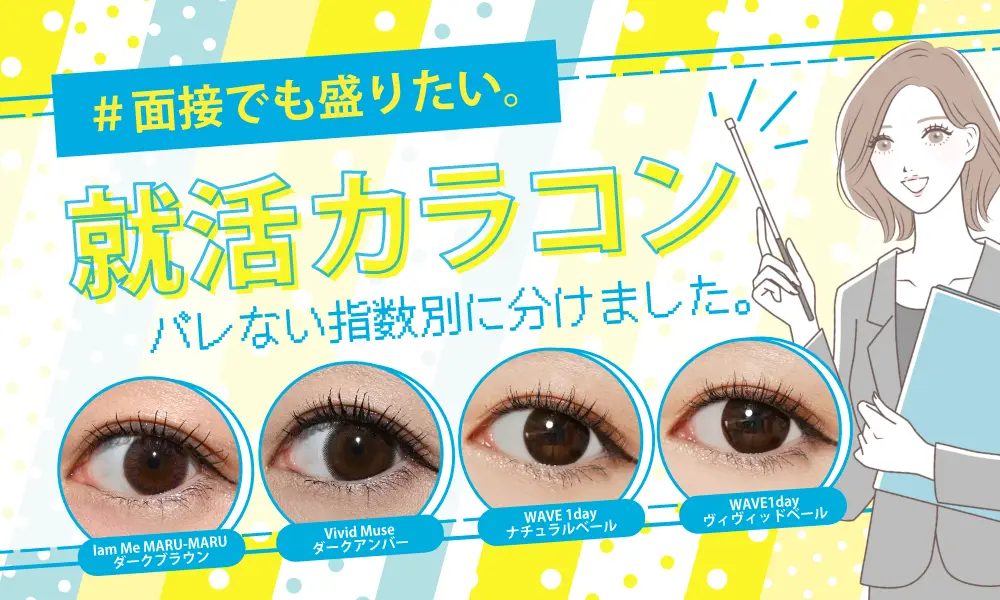 #面接でも盛りたい。
就活カラコン
バレない指数別に分けました。
Iam Me MARU-MARU
ダークブラウン
Vivid Muse
ダークアンバー
WAVE 1day
ナチュラルベール
WAVE1day
ヴィヴィッドベール